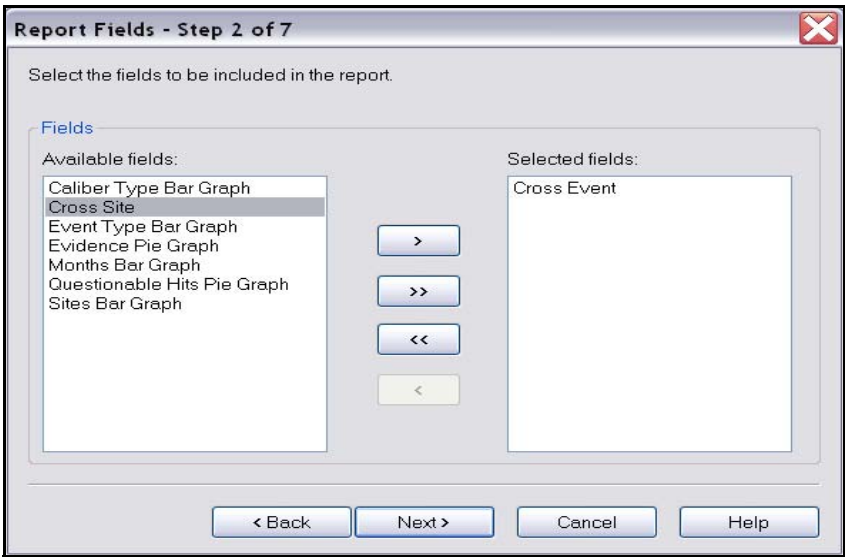 Report Fields - Step 2 of 7
Select the fields to be included in the report.
Fields
Available fields:
Caliber Type Bar Graph
Cross Site
Event Type Bar Graph
Evidence Pie Graph
Months Bar Graph
Questionable Hits Pie Graph
Sites Bar Graph
>
>>
<<
<
Selected fields:
Cross Event
< Back
Next >
Cancel
Help